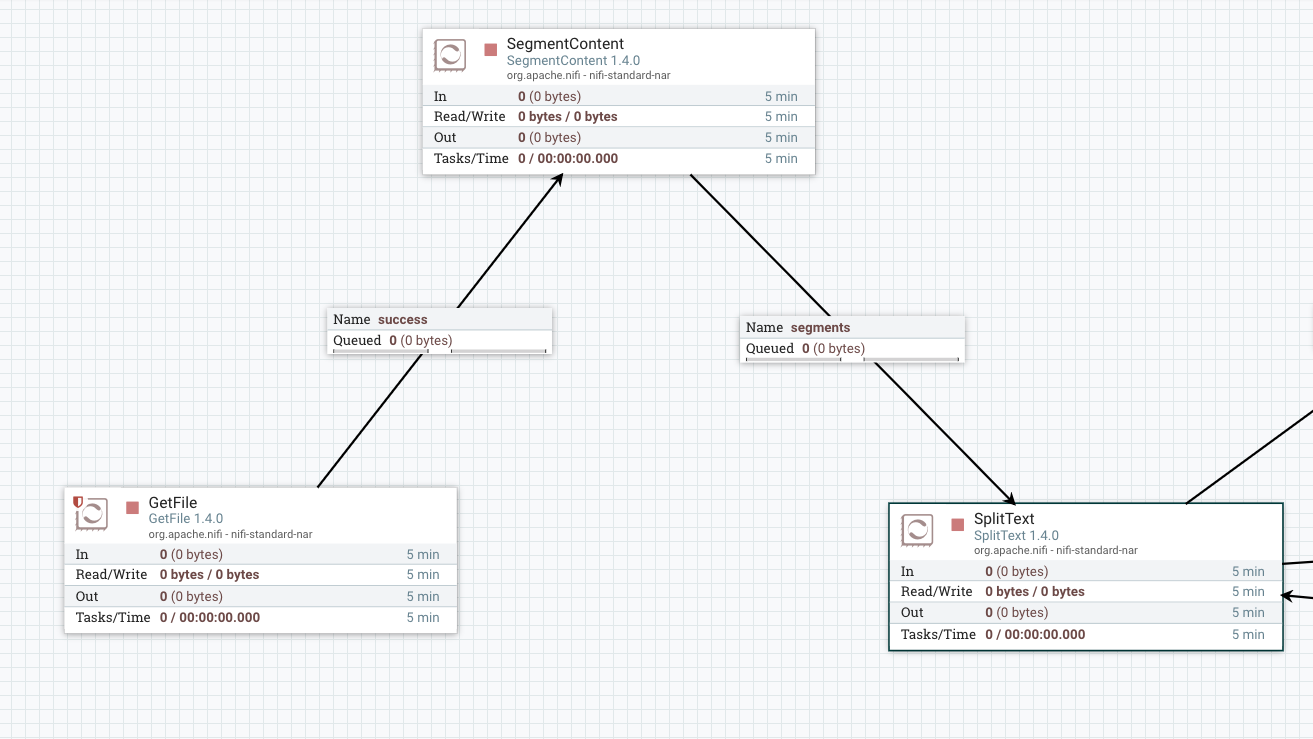 SegmentContent
SegmentContent 1.4.0
org.apache.nifi - nifi-standard-nar
In 0 (0 bytes) 5 min
Read/Write 0 bytes / 0 bytes 5 min
Out 0 (0 bytes) 5 min
Tasks/Time 0 / 00:00:00.000 5 min
Name success
Queued 0 (0 bytes)
Name segments
Queued 0 (0 bytes)
GetFile
GetFile 1.4.0
org.apache.nifi - nifi-standard-nar
In 0 (0 bytes) 5 min
Read/Write 0 bytes / 0 bytes 5 min
Out 0 (0 bytes) 5 min
Tasks/Time 0 / 00:00:00.000 5 min
SplitText
SplitText 1.4.0
org.apache.nifi - nifi-standard-nar
In 0 (0 bytes) 5 min
Read/Write 0 bytes / 0 bytes 5 min
Out 0 (0 bytes) 5 min
Tasks/Time 0 / 00:00:00.000 5 min